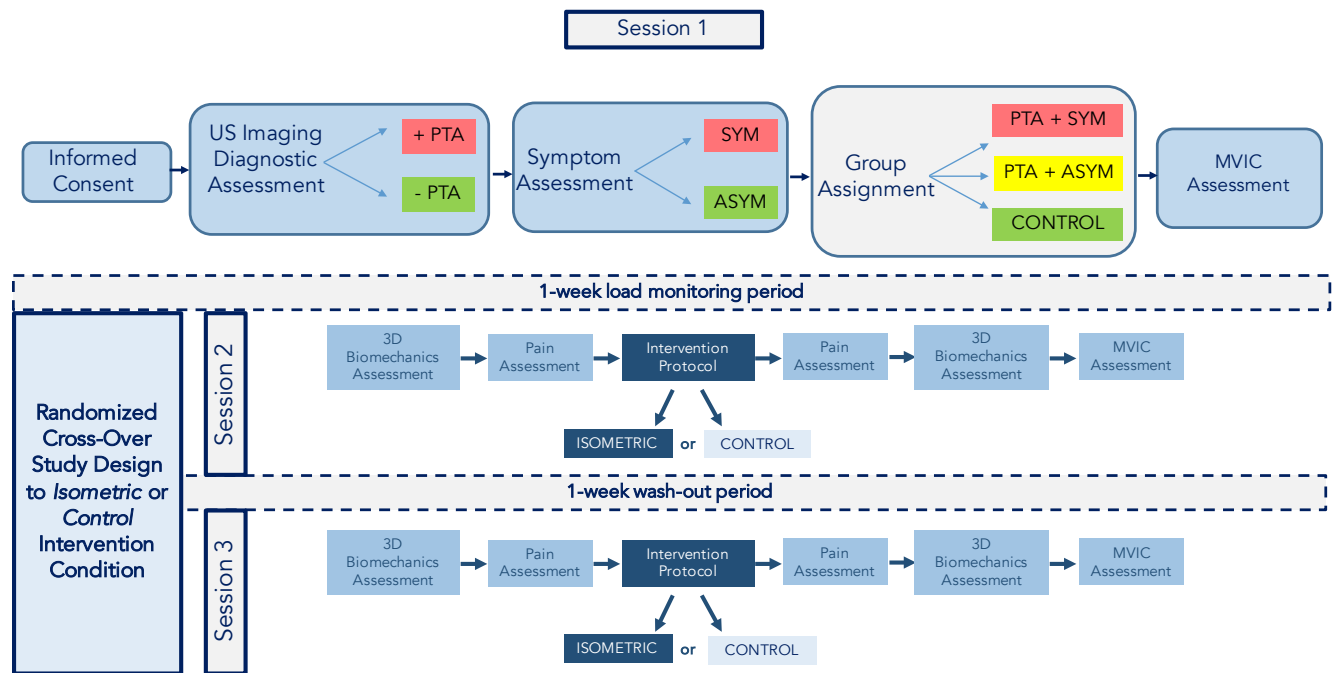 Session 1
Informed
Consent
US Imaging
Diagnostic
Assessment
+ PTA
- PTA
Symptom
Assessment
SYM
ASYM
Group
Assignment
PTA + SYM
PTA + ASYM
CONTROL
MVIC
Assessment
1-week load monitoring period
Randomized
Cross-Over
Study Design
to Isometric or
Control
Intervention
Condition
Session 2
3D
Biomechanics
Assessment
Pain
Assessment
Intervention
Protocol
Pain
Assessment
3D
Biomechanics
Assessment
MVIC
Assessment
ISOMETRIC or CONTROL
1-week wash-out period
Session 3
3D
Biomechanics
Assessment
Pain
Assessment
Intervention
Protocol
Pain
Assessment
3D
Biomechanics
Assessment
MVIC
Assessment
ISOMETRIC or CONTROL